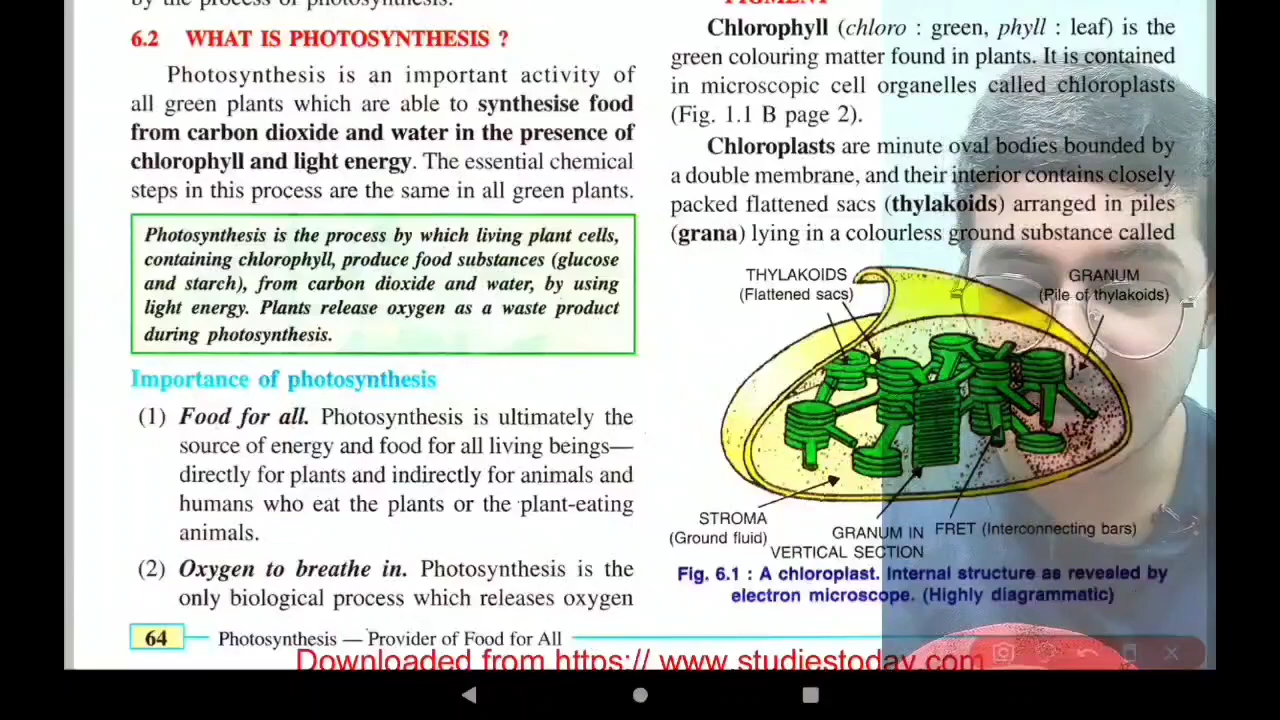 by the process of photosynthesis.
6.2 WHAT IS PHOTOSYNTHESIS ?
Photosynthesis is an important activity of
all green plants which are able to synthesise food
from carbon dioxide and water in the presence of
chlorophyll and light energy. The essential chemical
steps in this process are the same in all green plants.
Photosynthesis is the process by which living plant cells,
containing chlorophyll, produce food substances (glucose
and starch), from carbon dioxide and water, by using
light energy. Plants release oxygen as a waste product
during photosynthesis.
Importance of photosynthesis
(1) Food for all. Photosynthesis is ultimately the
source of energy and food for all living beings—
directly for plants and indirectly for animals and
humans who eat the plants or the plant-eating
animals.
(2) Oxygen to breathe in. Photosynthesis is the
only biological process which releases oxygen
PIGMENT
Chlorophyll (chloro : green, phyll : leaf) is the
green colouring matter found in plants. It is contained
in microscopic cell organelles called chloroplasts
(Fig. 1.1 B page 2).
Chloroplasts are minute oval bodies bounded by
a double membrane, and their interior contains closely
packed flattened sacs (thylakoids) arranged in piles
(grana) lying in a colourless ground substance called
THYLAKOIDS
(Flattened sacs)
GRANUM
(Pile of thylakoids)
STROMA
(Ground fluid)
GRANUM IN
VERTICAL SECTION
FRET (Interconnecting bars)
Fig. 6.1 : A chloroplast. Internal structure as revealed by
electron microscope. (Highly diagrammatic)
64 Photosynthesis — Provider of Food for All
Downloaded from https:// www.studiestoday.com